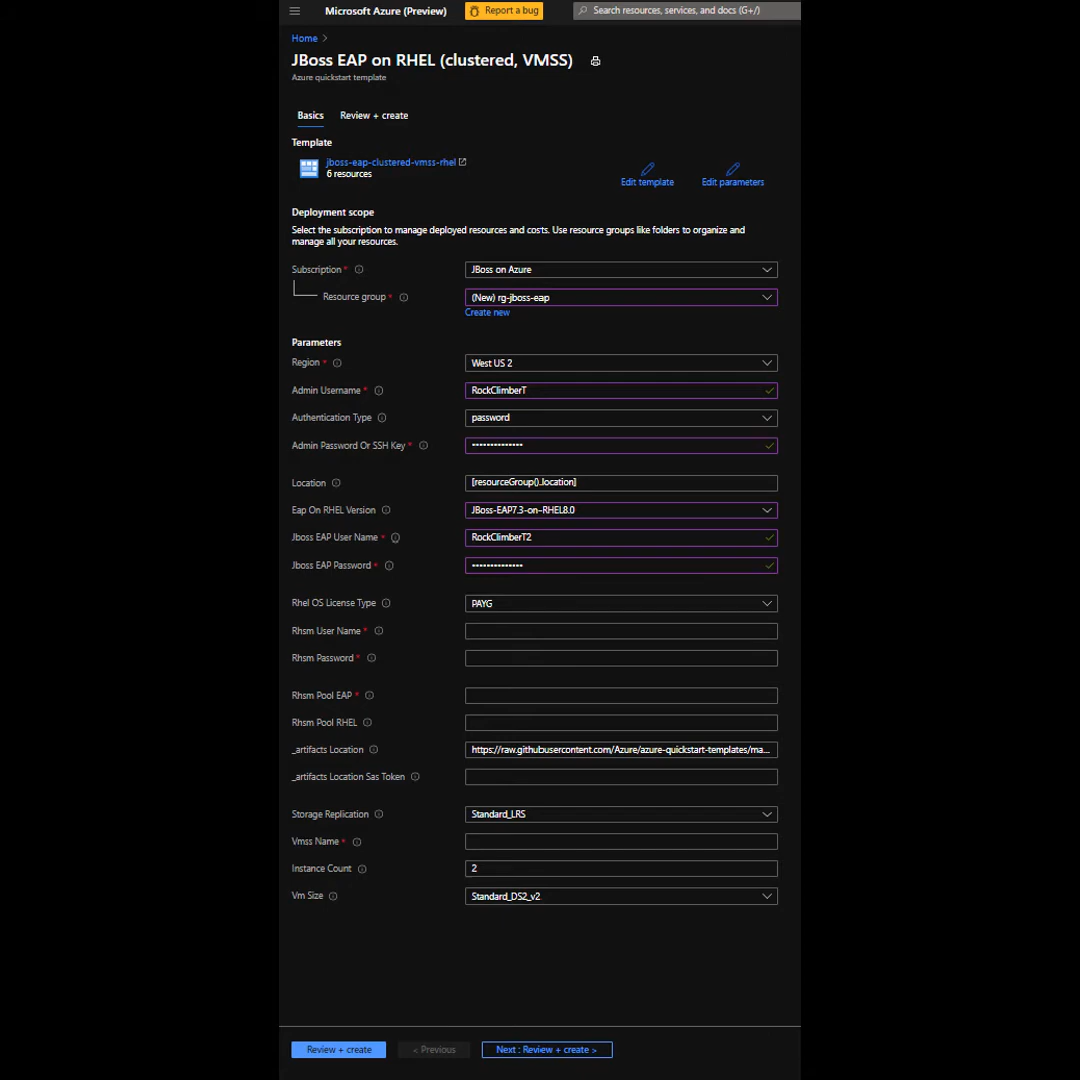 Microsoft Azure (Preview)
Report a bug
Search resources, services, and docs (G+/)
Home >
JBoss EAP on RHEL (clustered, VMSS)
Azure quickstart template
Basics
Review + create
Template
jboss-eap-clustered-vmss-rhel
6 resources
Edit template
Edit parameters
Deployment scope
Select the subscription to manage deployed resources and costs. Use resource groups like folders to organize and
manage all your resources.
Subscription *
JBoss on Azure
Resource group *
(New) rg-jboss-eap
Create new
Parameters
Region *
West US 2
Admin Username *
RockClimberT
Authentication Type
password
Admin Password Or SSH Key *
••••••••••••••
Location
[resourceGroup().location]
Eap On RHEL Version
JBoss-EAP7.3-on-RHEL8.0
Jboss EAP User Name *
RockClimberT2
Jboss EAP Password *
••••••••••••••
Rhel OS License Type
PAYG
Rhsm User Name *
Rhsm Password *
Rhsm Pool EAP *
Rhsm Pool RHEL
_artifacts Location
https://raw.githubusercontent.com/Azure/azure-quickstart-templates/ma...
_artifacts Location Sas Token
Storage Replication
Standard_LRS
Vmss Name *
Instance Count
2
Vm Size
Standard_DS2_v2
Review + create
< Previous
Next : Review + create >